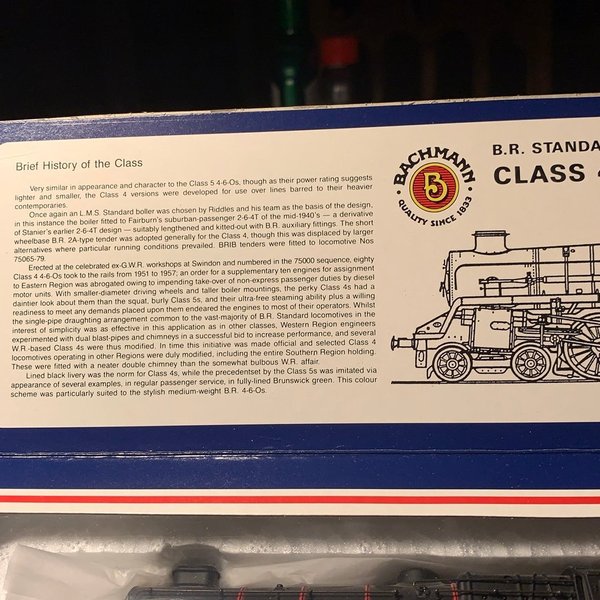 Brief History of the Class
Very similar in appearance and character to the Class 5 4-6-Os, though as their power rating suggests
lighter and smaller, the Class 4 versions were developed for use over lines barred to their heavier
contemporaries.
Once again an L.M.S. Standard boiler was chosen by Riddles and his team as the basis of the design,
in this instance the boiler fitted to Fairburn's suburban-passenger 2-6-4T of the mid-1940's — a derivative
of Stanier's earlier 2-6-4T design — suitably lengthened and kitted-out with B.R. auxiliary fittings. The short
wheelbase B.R. 2A-type tender was adopted generally for the Class 4, though this was displaced by larger
alternatives where particular running conditions prevailed. BRIB tenders were fitted to locomotive Nos
75065-79.
Erected at the celebrated ex-G.W.R. workshops at Swindon and numbered in the 75000 sequence, eighty
Class 4 4-6-Os took to the rails from 1951 to 1957; an order for a supplementary ten engines for assignment
to Eastern Region was abrogated owing to impending take-over of non-express passenger duties by diesel
motor units. With smaller-diameter driving wheels and taller boiler mountings, the perky Class 4s had a
daintier look about them than the squat, burly Class 5s, and their ultra-free steaming ability plus a willing
readiness to meet any demands placed upon them endeared the engines to most of their operators. Whilst
the single-pipe draughting arrangement common to the vast-majority of B.R. Standard locomotives in the
interest of simplicity was as effective in this application as in other classes, Western Region engineers
experimented with dual blast-pipes and chimneys in a successful bid to increase performance, and several
W.R.-based Class 4s were thus modified. In time this initiative was made official and selected Class 4
locomotives operating in other Regions were duly modified, including the entire Southern Region holding.
These were fitted with a neater double chimney than the somewhat bulbous W.R. affair.
Lined black livery was the norm for Class 4s, while the precedentset by the Class 5s was imitated via
appearance of several examples, in regular passenger service, in fully-lined Brunswick green. This colour
scheme was particularly suited to the stylish medium-weight B.R. 4-6-Os.
BACHMANN
B
QUALITY SINCE 1833
B.R. STANDA
CLASS 4